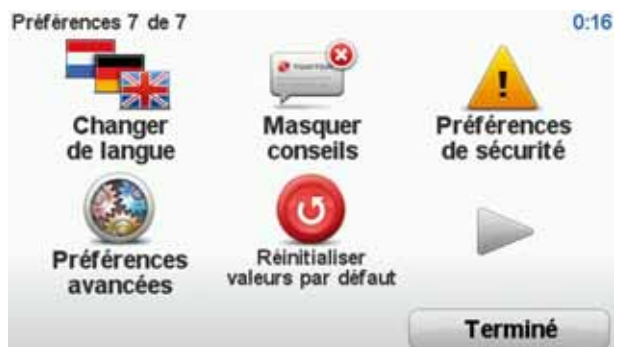 Préférences 7 de 7
0:16
Changer
de langue
Masquer
conseils
Préférences
de sécurité
Préférences
avancées
Réinitialiser
valeurs par défaut
Terminé